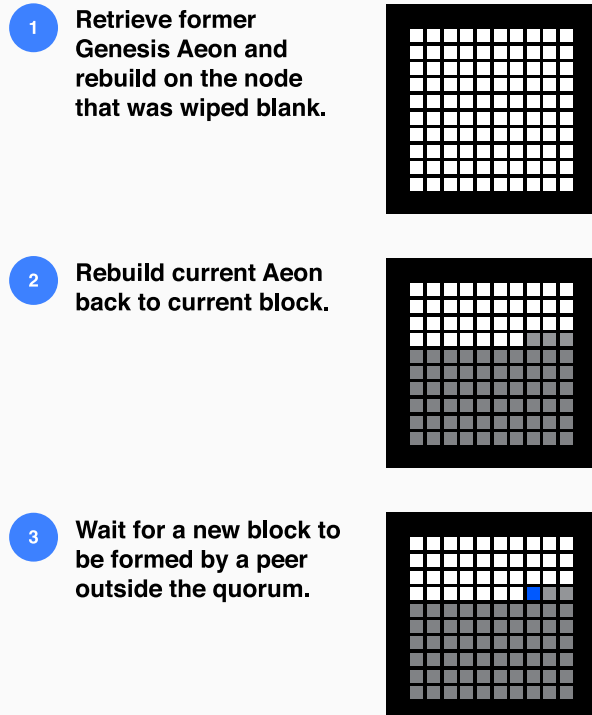 1
Retrieve former
Genesis Aeon and
rebuild on the node
that was wiped blank.
2
Rebuild current Aeon
back to current block.
3
Wait for a new block to
be formed by a peer
outside the quorum.